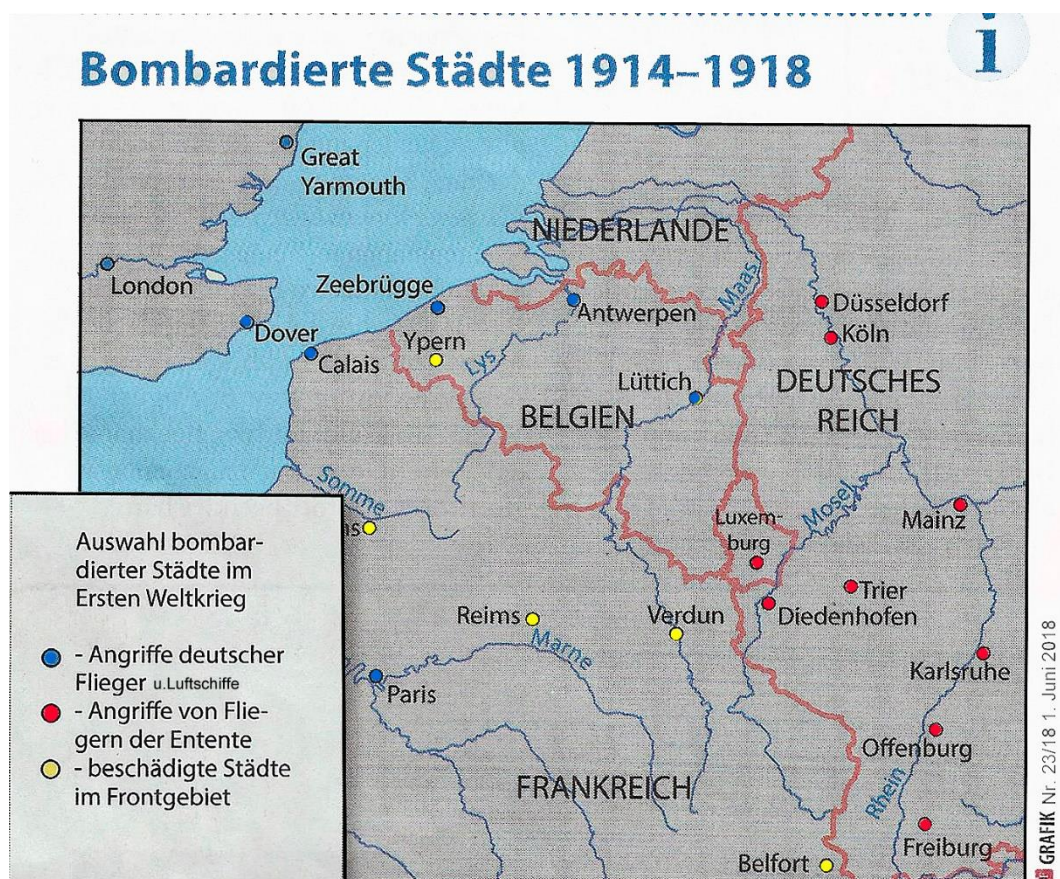 i
Bombardierte Städte 1914–1918
Great
Yarmouth
NIEDERLANDE
London
Zeebrügge
Maas
Antwerpen
Düsseldorf
Dover
Ypern
Köln
Calais
Lys
Lüttich
DEUTSCHES
REICH
BELGIEN
Somme
Mosel
Mainz
Luxem-
burg
Trier
Reims
Verdun
Diedenhofen
Marne
Karlsruhe
Paris
Offenburg
FRANKREICH
Rhein
Freiburg
Belfort
Auswahl bombar-
dierter Städte im
Ersten Weltkrieg
- Angriffe deutscher
Flieger u.Luftschiffe
- Angriffe von Flie-
gern der Entente
- beschädigte Städte
im Frontgebiet
GRAFIK Nr. 23/18 1. Juni 2018